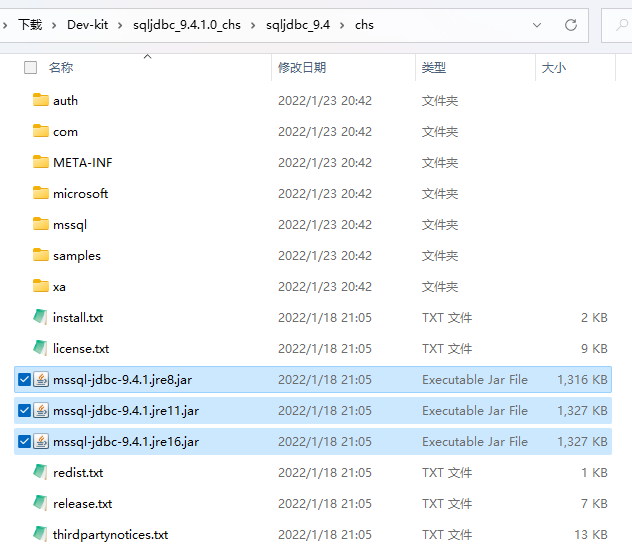 下载 > Dev-kit > sqljdbc_9.4.1.0_chs > sqljdbc_9.4 > chs
名称 修改日期 类型 大小
auth 2022/1/23 20:42 文件夹
com 2022/1/23 20:42 文件夹
META-INF 2022/1/23 20:42 文件夹
microsoft 2022/1/23 20:42 文件夹
mssql 2022/1/23 20:42 文件夹
samples 2022/1/23 20:42 文件夹
xa 2022/1/23 20:42 文件夹
install.txt 2022/1/18 21:05 TXT 文件 2 KB
license.txt 2022/1/18 21:05 TXT 文件 9 KB
mssql-jdbc-9.4.1.jre8.jar 2022/1/18 21:05 Executable Jar File 1,316 KB
mssql-jdbc-9.4.1.jre11.jar 2022/1/18 21:05 Executable Jar File 1,327 KB
mssql-jdbc-9.4.1.jre16.jar 2022/1/18 21:05 Executable Jar File 1,327 KB
redist.txt 2022/1/18 21:05 TXT 文件 1 KB
release.txt 2022/1/18 21:05 TXT 文件 7 KB
thirdpartynotices.txt 2022/1/18 21:05 TXT 文件 13 KB